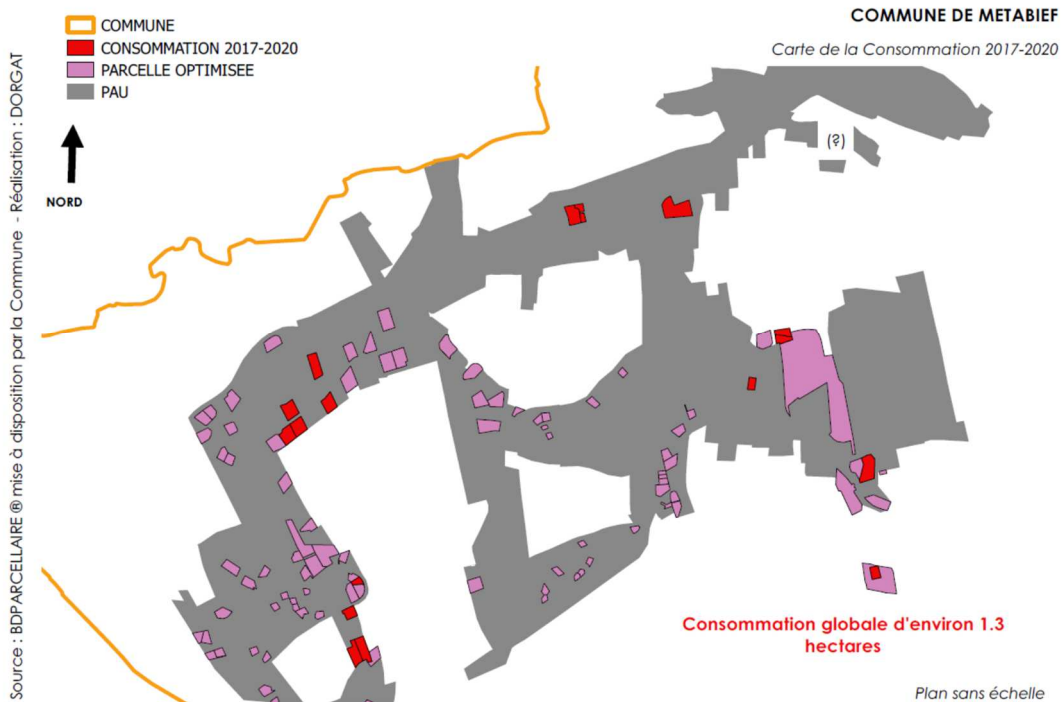 COMMUNE
CONSOMMATION 2017-2020
PARCELLE OPTIMISEE
PAU
NORD
COMMUNE DE METABIEF
Carte de la Consommation 2017-2020
(?)
Consommation globale d'environ 1.3
hectares
Plan sans échelle
Source : BDPARCELLAIRE ® mise à disposition par la Commune - Réalisation : DORGAT